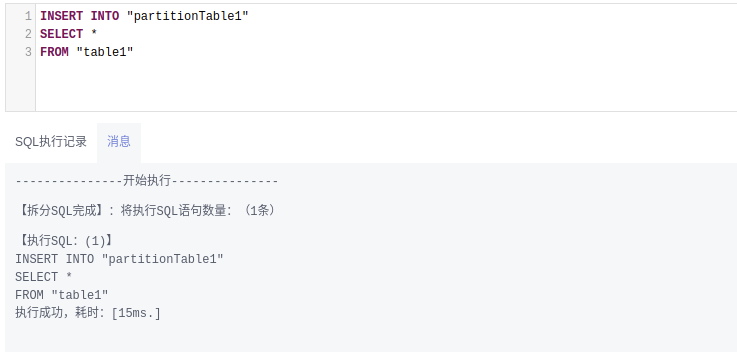 1 INSERT INTO "partitionTable1"
2 SELECT *
3 FROM "table1"
SQL执行记录 消息
---------------开始执行---------------
【拆分SQL完成】：将执行SQL语句数量：（1条）
【执行SQL：(1)】
INSERT INTO "partitionTable1"
SELECT *
FROM "table1"
执行成功，耗时：[15ms.]